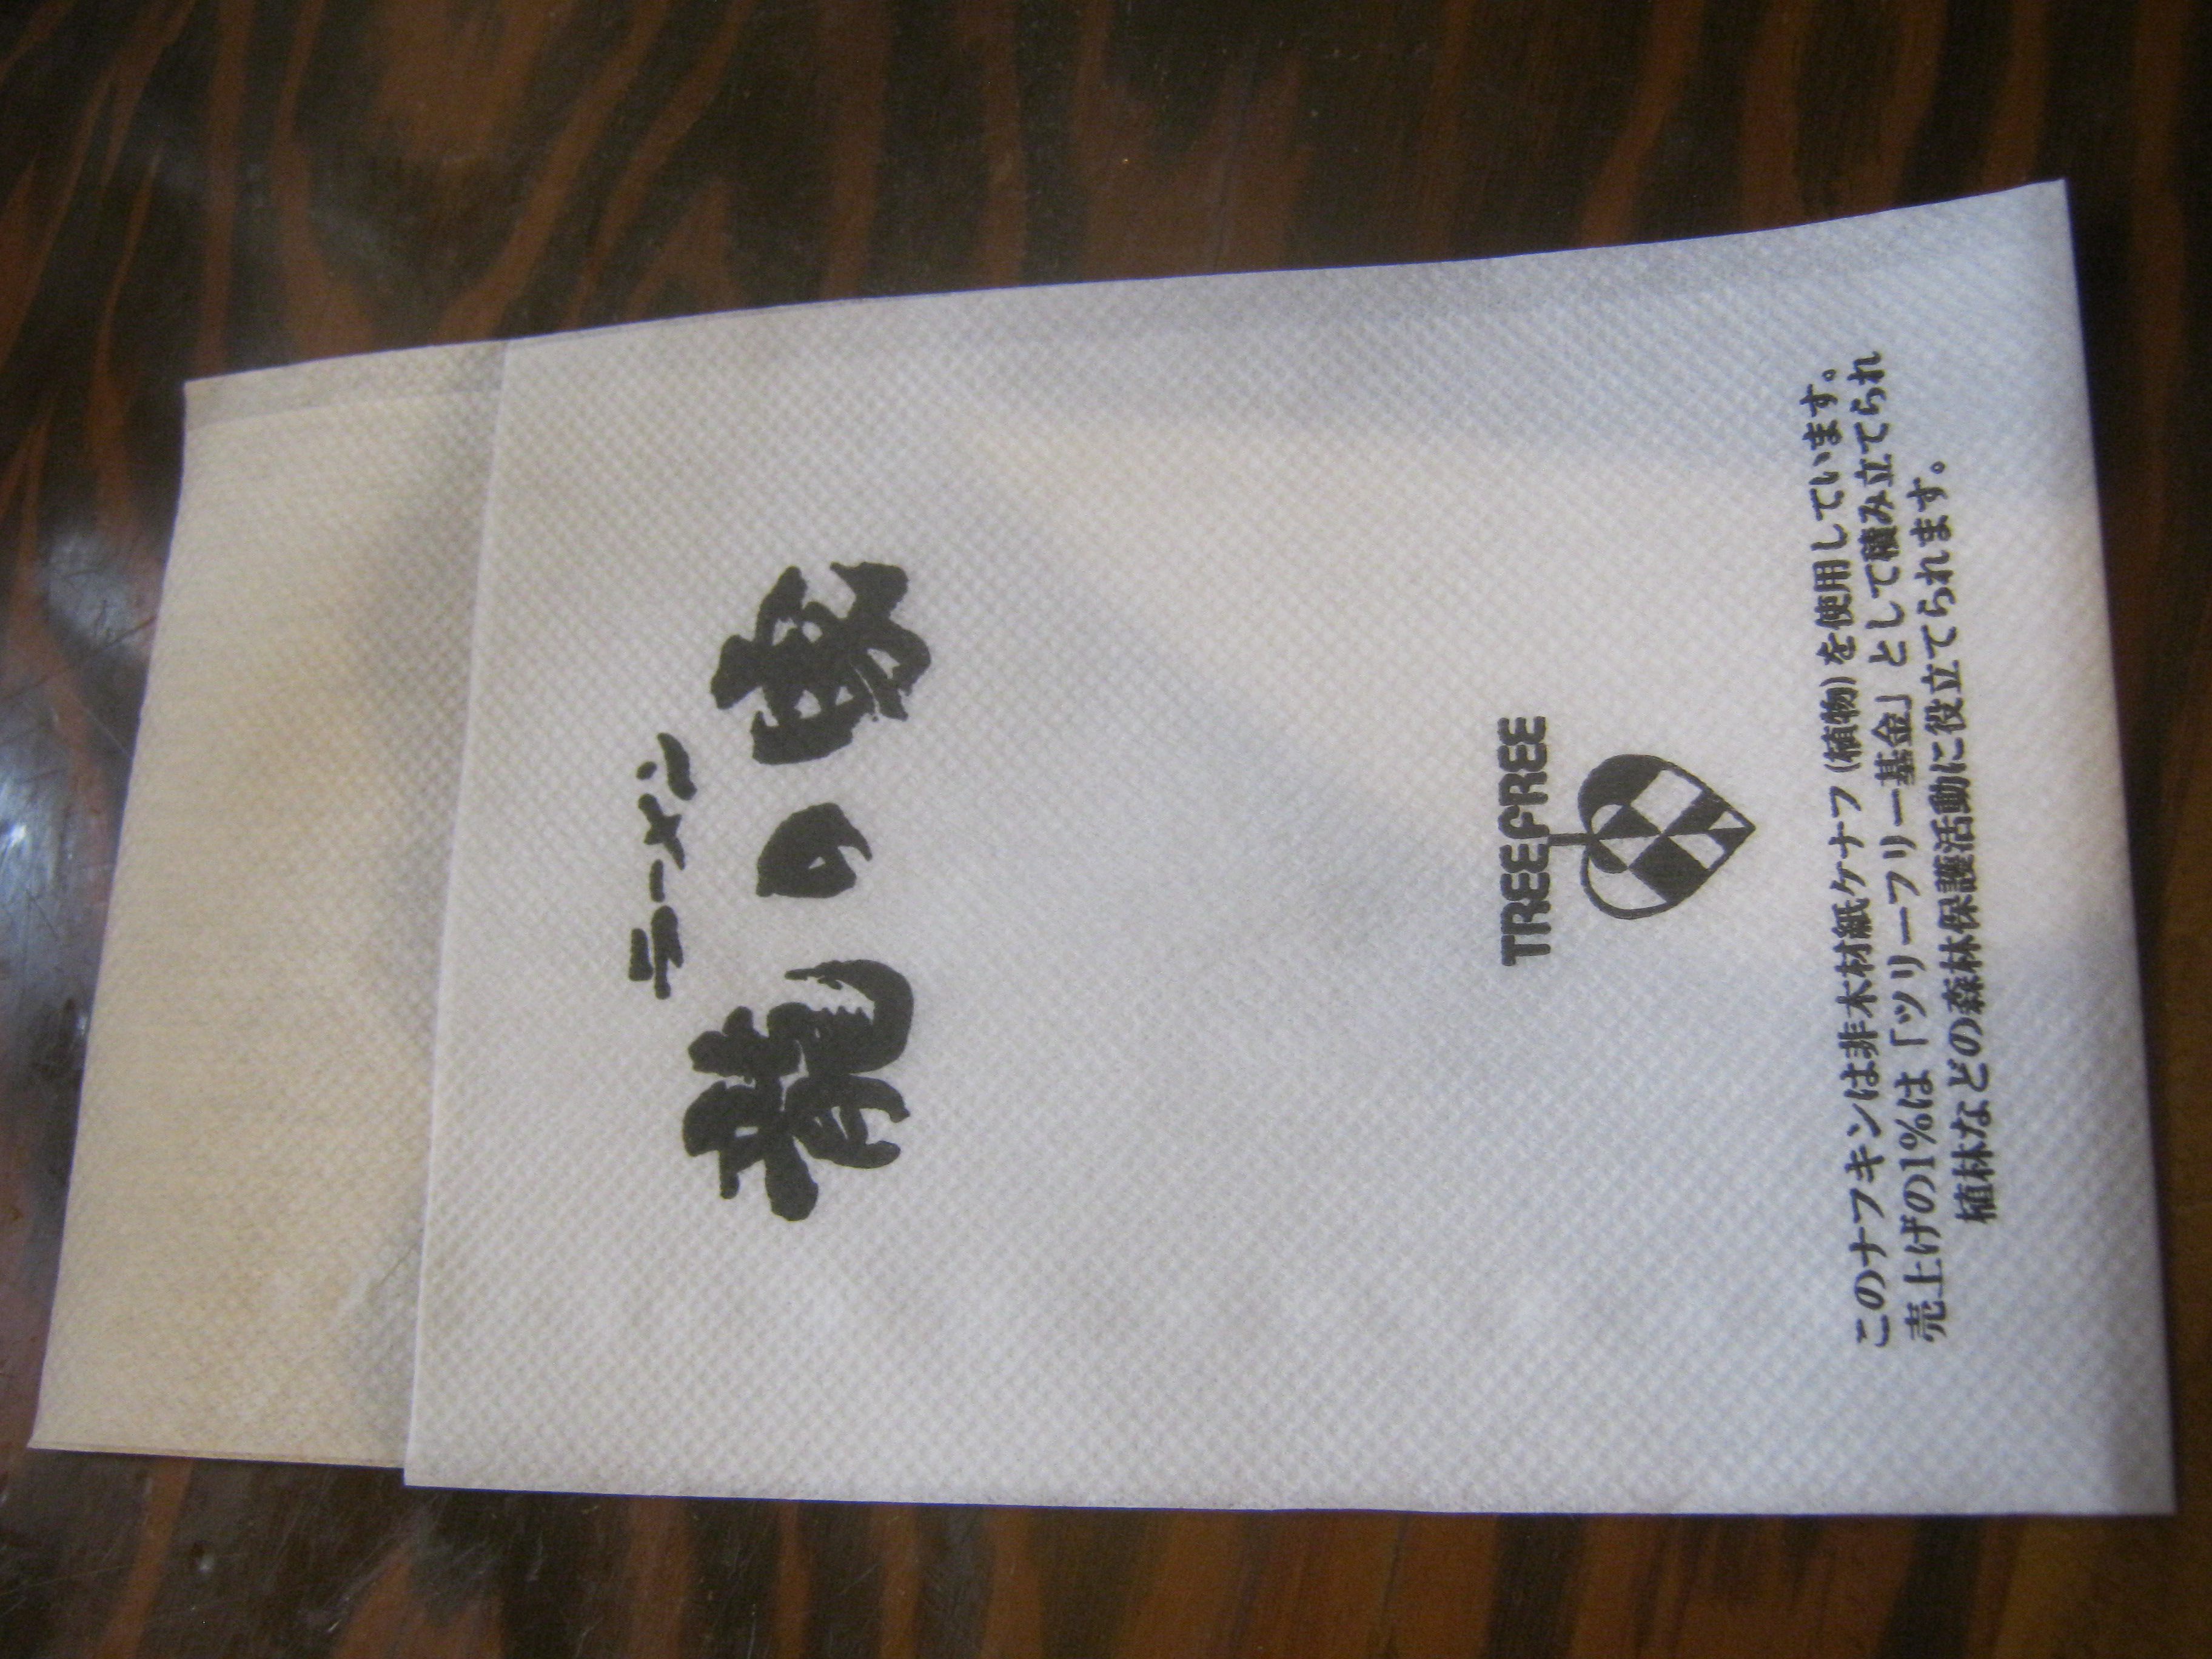 ラーメン
龍の家
TREE FREE
このナフキンは非木材紙ケナフ(植物)を使用しています。
売上げの1%は「ツリーフリー基金」として積み立てられ
植林などの森林保護活動に役立てられます。